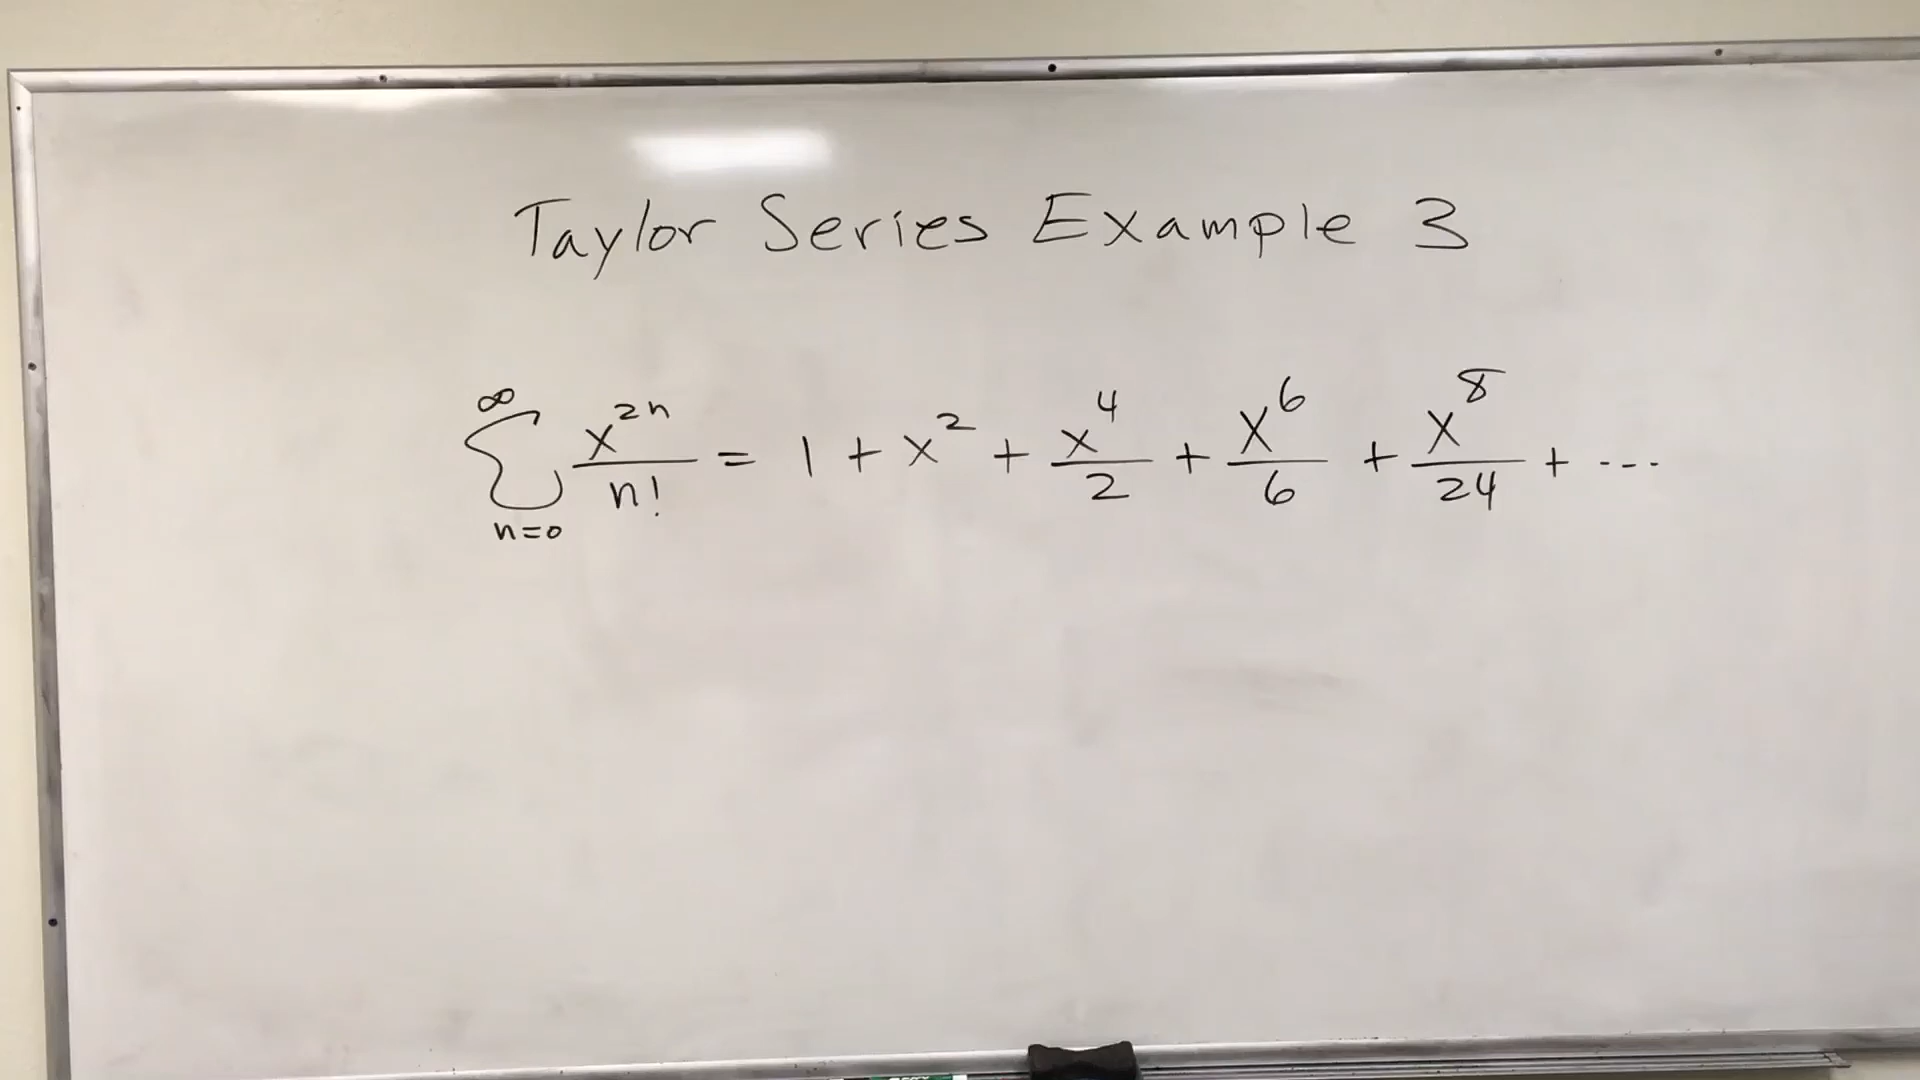 Taylor Series Example 3
∞
∑ x^2n / n! = 1 + x^2 + x^4/2 + x^6/6 + x^8/24 + ---
n=0